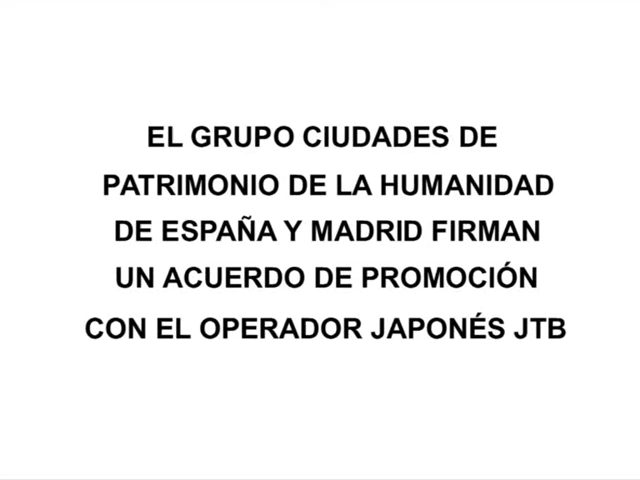 EL GRUPO CIUDADES DE
PATRIMONIO DE LA HUMANIDAD
DE ESPAÑA Y MADRID FIRMAN
UN ACUERDO DE PROMOCIÓN
CON EL OPERADOR JAPONÉS JTB